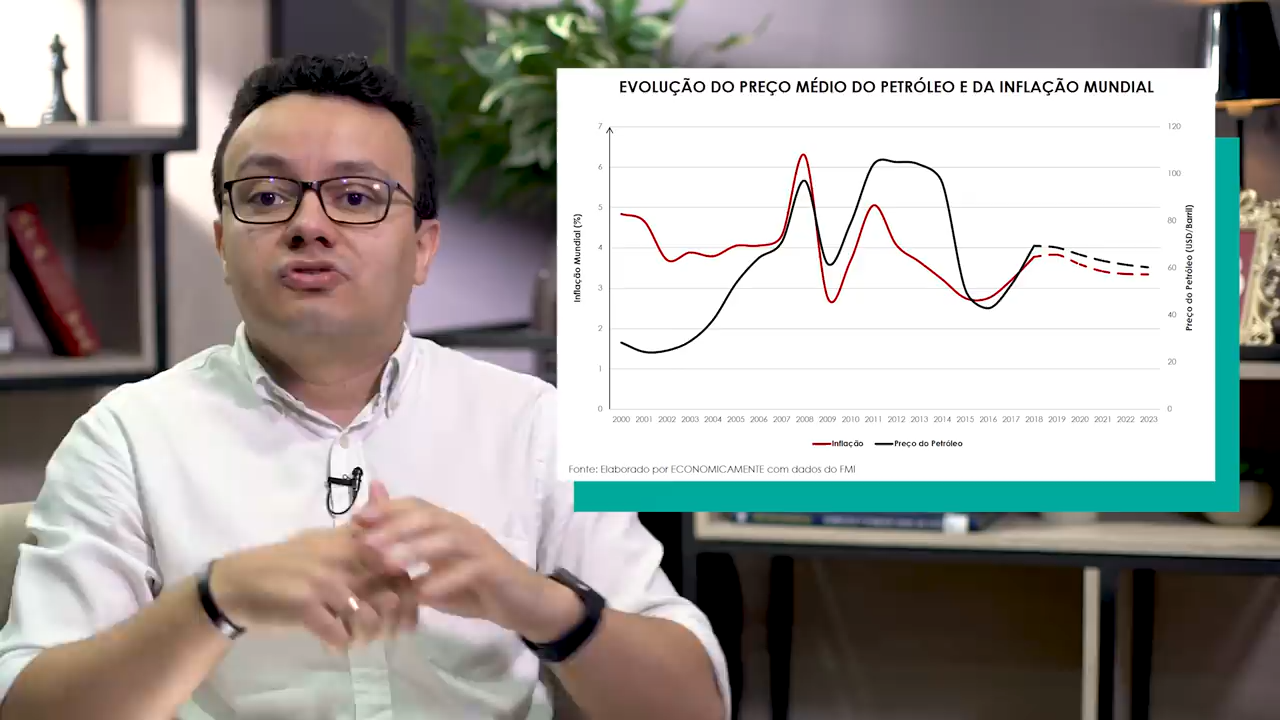 EVOLUÇÃO DO PREÇO MÉDIO DO PETRÓLEO E DA INFLAÇÃO MUNDIAL
7
6
5
4
3
2
1
0
Inflação Mundial (%)
120
100
80
60
40
20
0
Preço do Petróleo (USD/Barril)
2000 2001 2002 2003 2004 2005 2006 2007 2008 2009 2010 2011 2012 2013 2014 2015 2016 2017 2018 2019 2020 2021 2022 2023
Inflação Preço do Petróleo
Fonte: Elaborado por ECONOMICAMENTE com dados do FMI